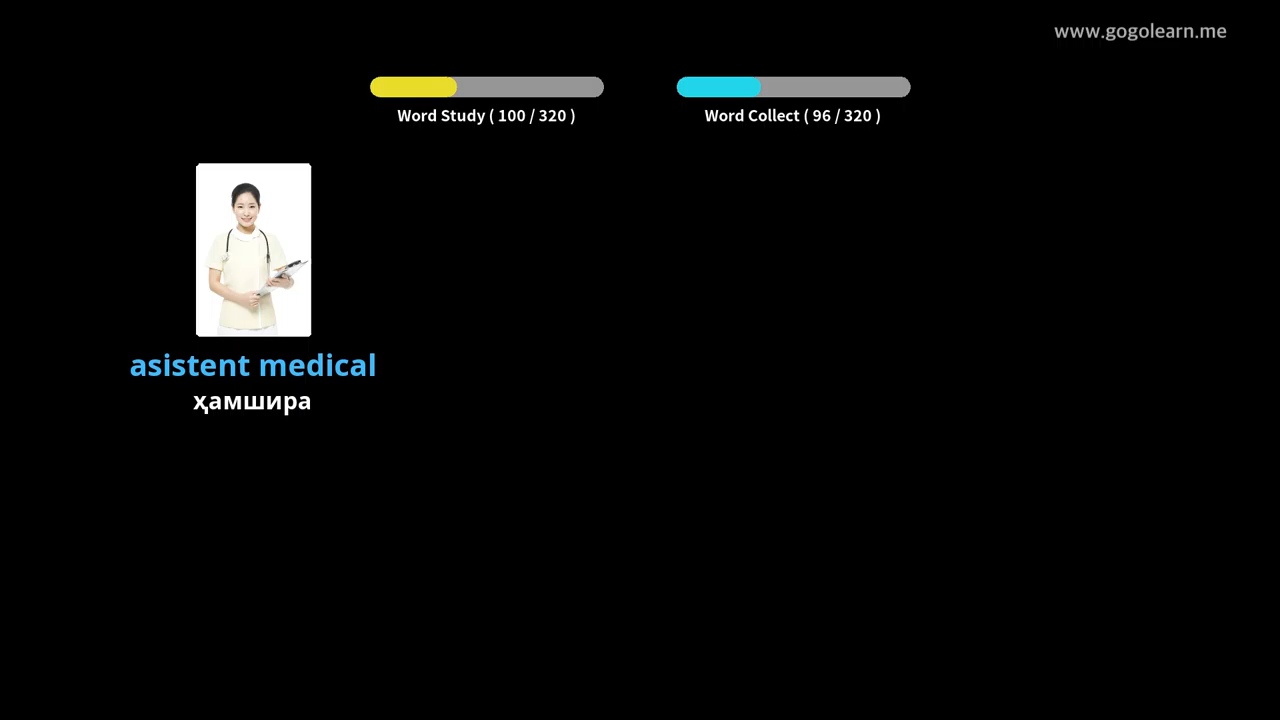 www.gogolearn.me
Word Study ( 100 / 320 )
Word Collect ( 96 / 320 )
asistent medical
ҳамшира